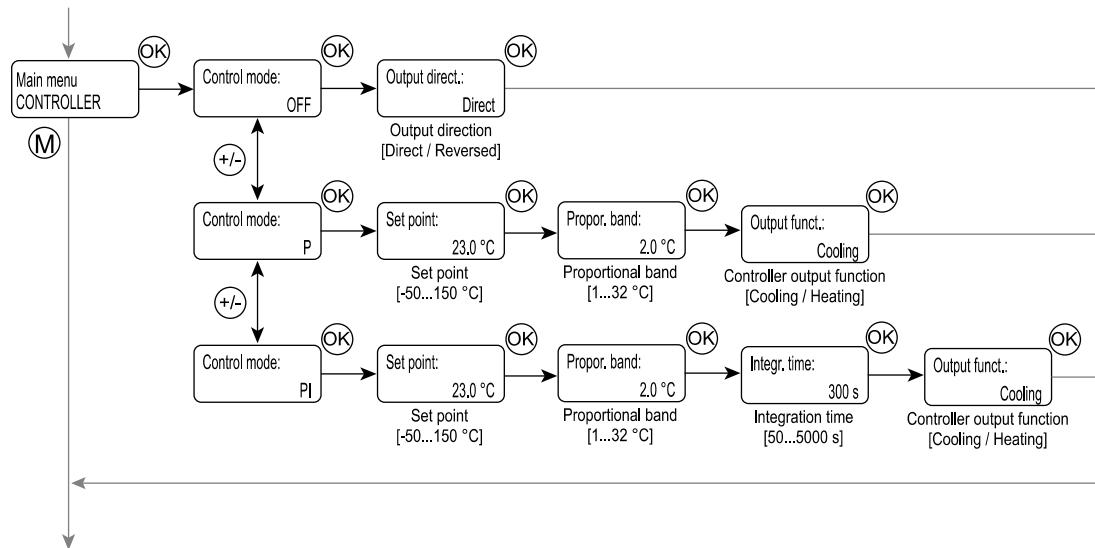 OK
OK
OK
Main menu
CONTROLLER
Control mode:
OFF
Output direct.:
Direct
Output direction
[Direct / Reversed]
M
+/-
OK
OK
OK
OK
Control mode:
P
Set point:
23.0 °C
Propor. band:
2.0 °C
Output funct.:
Cooling
Set point
[-50...150 °C]
Proportional band
[1...32 °C]
Controller output function
[Cooling / Heating]
+/-
OK
OK
OK
OK
OK
Control mode:
PI
Set point:
23.0 °C
Propor. band:
2.0 °C
Integr. time:
300 s
Output funct.:
Cooling
Set point
[-50...150 °C]
Proportional band
[1...32 °C]
Integration time
[50...5000 s]
Controller output function
[Cooling / Heating]